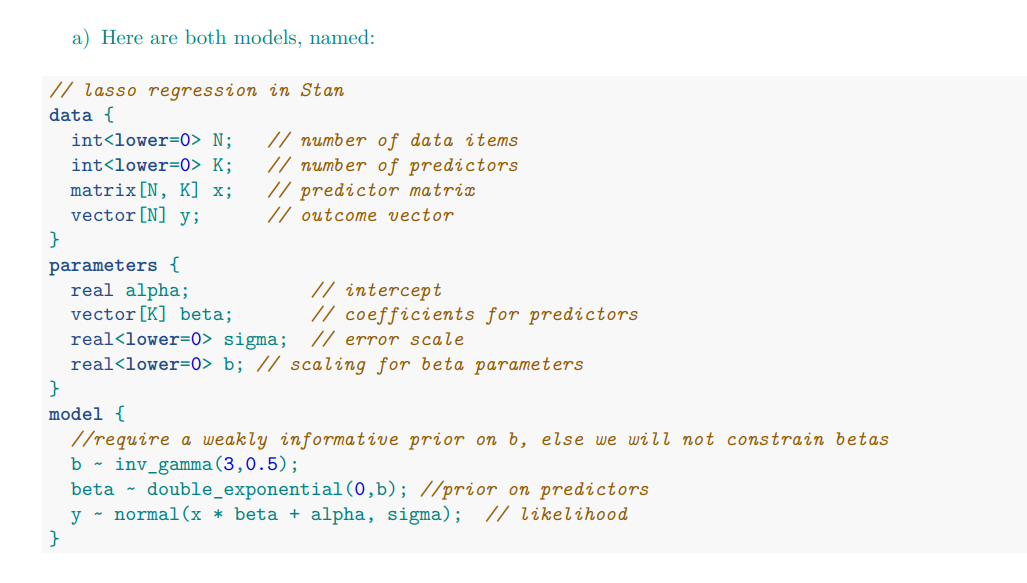 a) Here are both models, named:
// lasso regression in Stan
data {
  int<lower=0> N;   // number of data items
  int<lower=0> K;   // number of predictors
  matrix[N, K] x;   // predictor matrix
  vector[N] y;      // outcome vector
}
parameters {
  real alpha;           // intercept
  vector[K] beta;       // coefficients for predictors
  real<lower=0> sigma;  // error scale
  real<lower=0> b; // scaling for beta parameters
}
model {
  //require a weakly informative prior on b, else we will not constrain betas
  b ~ inv_gamma(3,0.5);
  beta ~ double_exponential(0,b); //prior on predictors
  y ~ normal(x * beta + alpha, sigma);  // likelihood
}